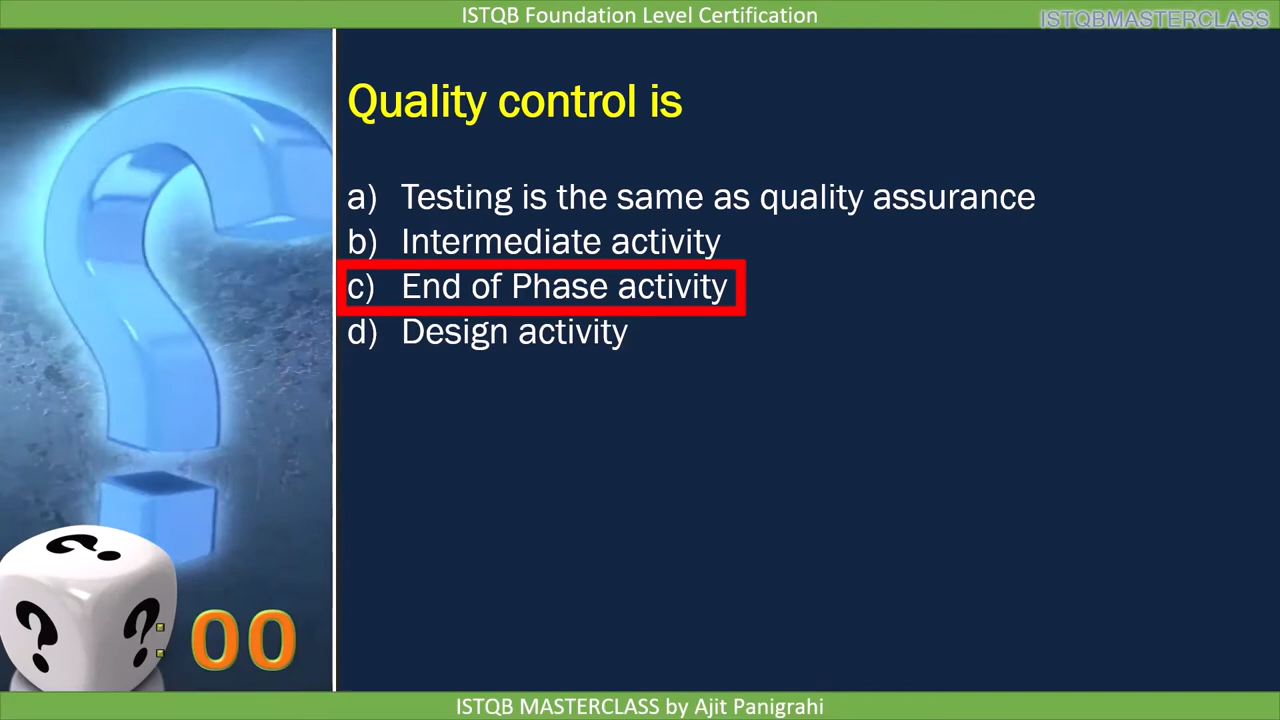 ISTQB Foundation Level Certification
ISTQBMASTERCLASS
Quality control is
a) Testing is the same as quality assurance
b) Intermediate activity
c) End of Phase activity
d) Design activity
00
ISTQB MASTERCLASS by Ajit Panigrahi